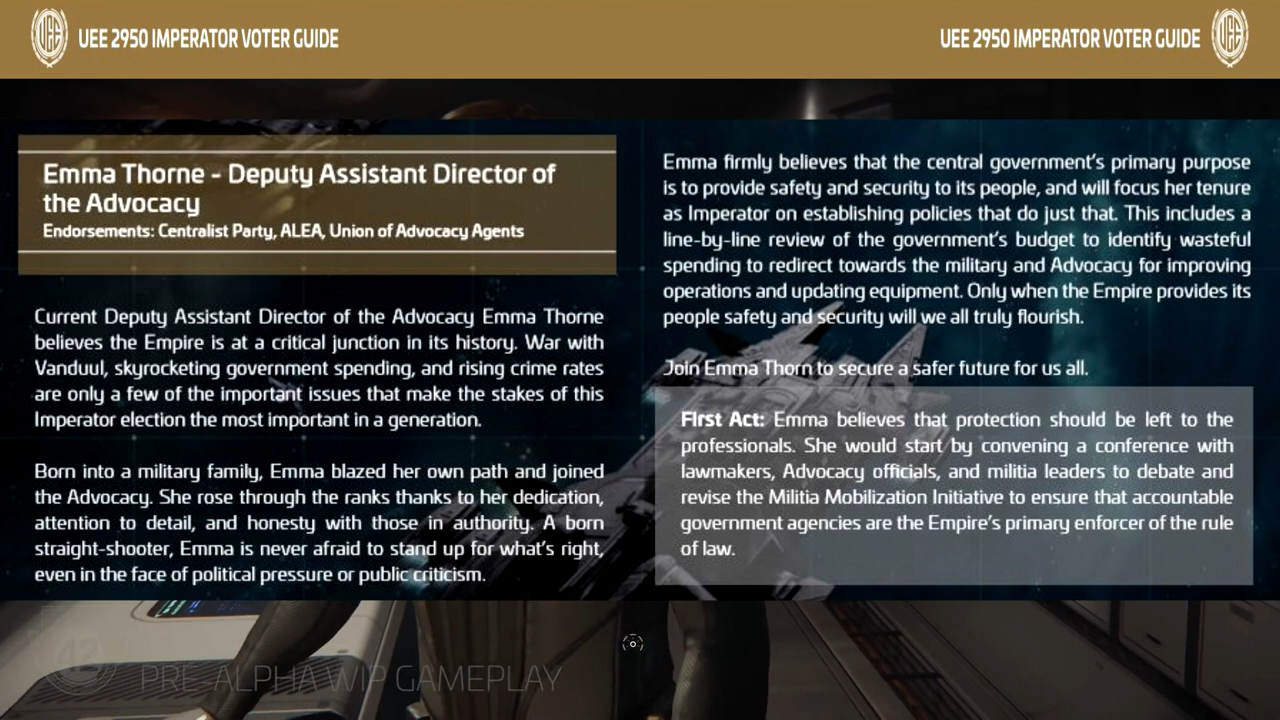 UEE
UEE 2950 IMPERATOR VOTER GUIDE
UEE 2950 IMPERATOR VOTER GUIDE
UEE
Emma Thorne - Deputy Assistant Director of
the Advocacy
Endorsements: Centralist Party, ALEA, Union of Advocacy Agents
Current Deputy Assistant Director of the Advocacy Emma Thorne
believes the Empire is at a critical junction in its history. War with
Vanduul, skyrocketing government spending, and rising crime rates
are only a few of the important issues that make the stakes of this
Imperator election the most important in a generation.
Born into a military family, Emma blazed her own path and joined
the Advocacy. She rose through the ranks thanks to her dedication,
attention to detail, and honesty with those in authority. A born
straight-shooter, Emma is never afraid to stand up for what's right,
even in the face of political pressure or public criticism.
Emma firmly believes that the central government's primary purpose
is to provide safety and security to its people, and will focus her tenure
as Imperator on establishing policies that do just that. This includes a
line-by-line review of the government's budget to identify wasteful
spending to redirect towards the military and Advocacy for improving
operations and updating equipment. Only when the Empire provides its
people safety and security will we all truly flourish.
Join Emma Thorn to secure a safer future for us all.
First Act: Emma believes that protection should be left to the
professionals. She would start by convening a conference with
lawmakers, Advocacy officials, and militia leaders to debate and
revise the Militia Mobilization Initiative to ensure that accountable
government agencies are the Empire's primary enforcer of the rule
of law.
42
PRE-ALPHA WIP GAMEPLAY